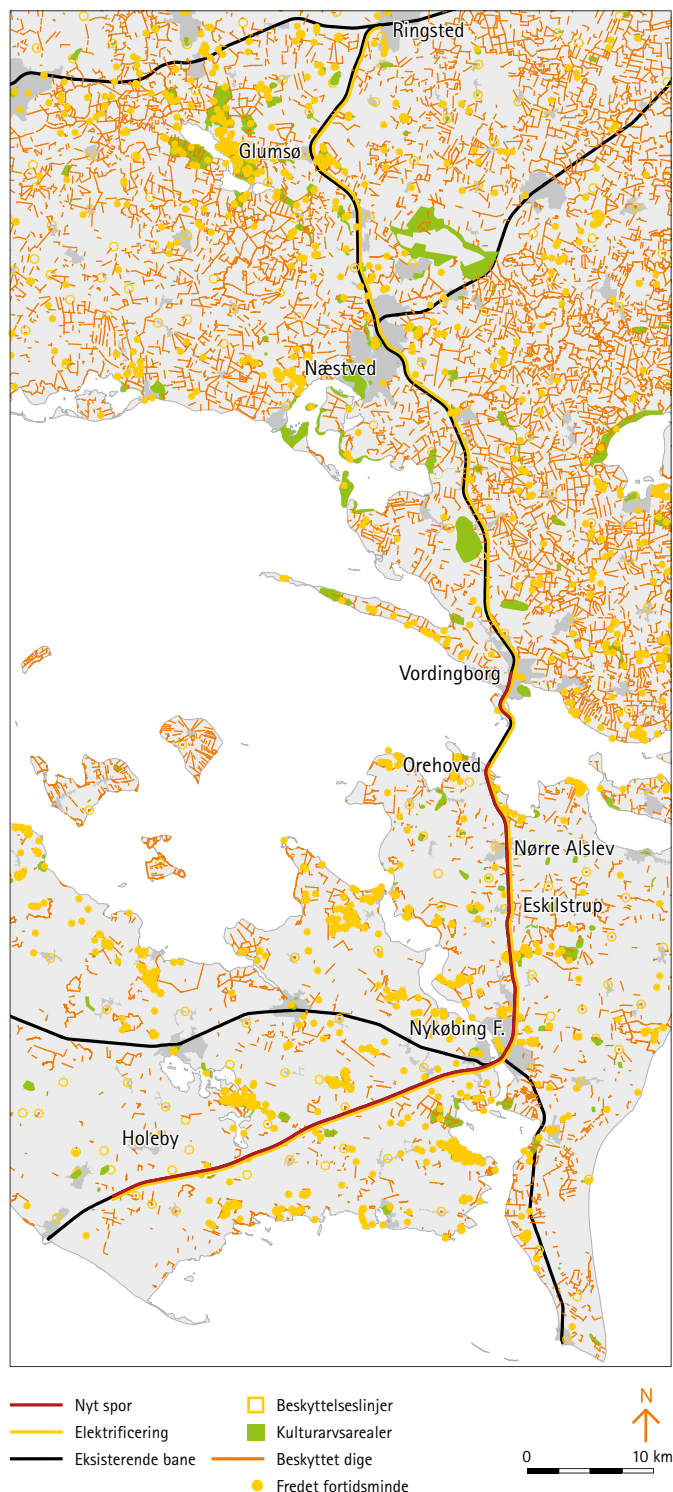 Ringsted
Glumsø
Næstved
Vordingborg
Orehoved
Nørre Alslev
Eskilstrup
Nykøbing F.
Holeby
Nyt spor
Elektrificering
Eksisterende bane
Beskyttelseslinjer
Kulturarvsarealer
Beskyttet dige
Fredet fortidsminde
N
0 10 km